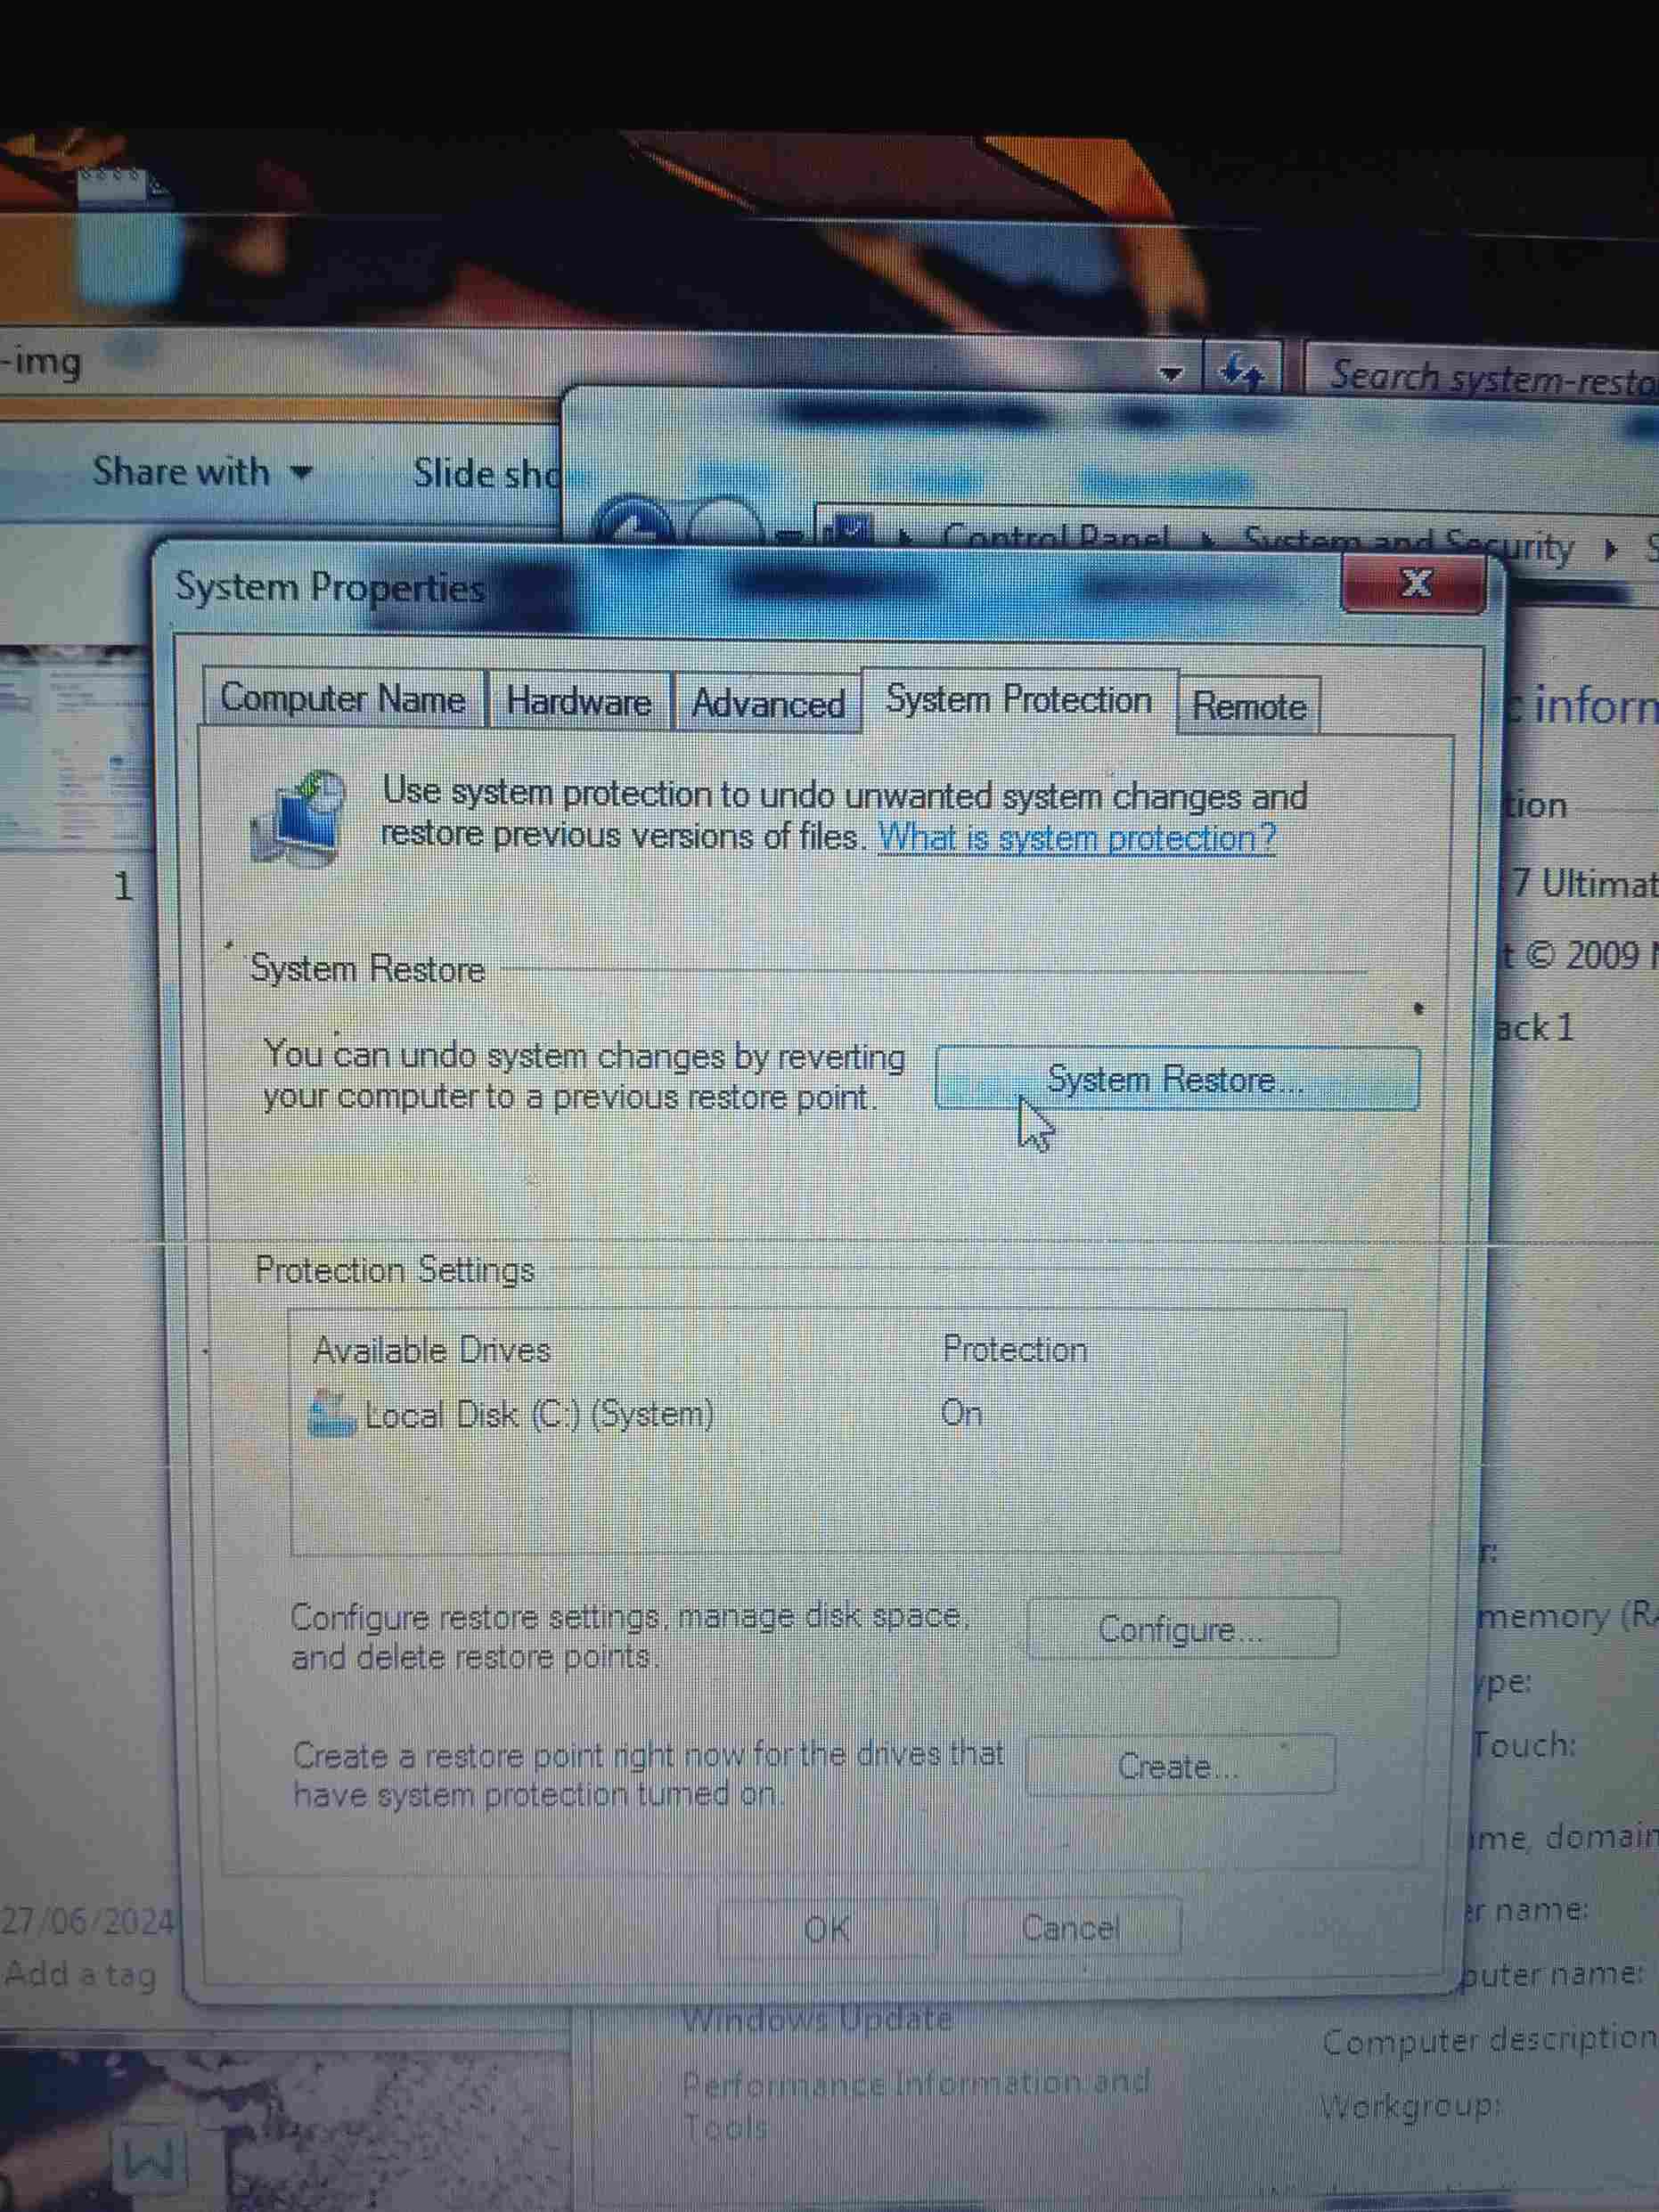 -img
Search system-resto
Share with
Slide sho
Control Panel
System and Security
S
System Properties
Computer Name
Hardware
Advanced
System Protection
Remote
Use system protection to undo unwanted system changes and
restore previous versions of files. What is system protection?
System Restore
You can undo system changes by reverting
your computer to a previous restore point.
System Restore...
Protection Settings
Available Drives
Protection
Local Disk (C:) (System)
On
Configure restore settings, manage disk space,
and delete restore points.
Configure...
Create a restore point right now for the drives that
have system protection turned on.
Create...
OK
Cancel
1
27/06/2024
Add a tag
c inform
tion
7 Ultimat
t © 2009 M
ack 1
r:
memory (RA
ype:
Touch:
ame, domain
er name:
puter name:
Computer description
Workgroup:
Windows Update
Performance Information and
Tools
W